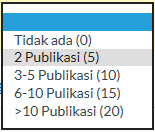 Tidak ada (0)
2 Publikasi (5)
3-5 Publikasi (10)
6-10 Publikasi (15)
>10 Publikasi (20)